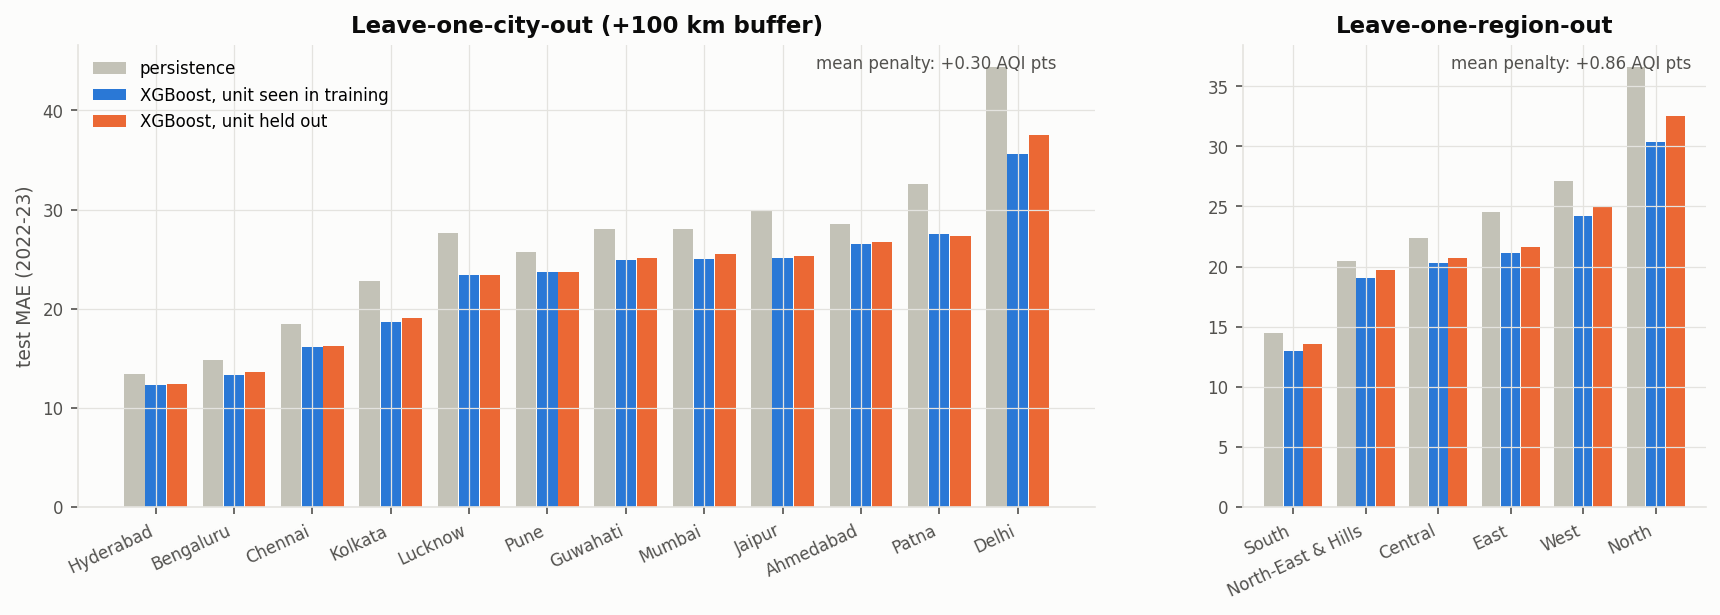 Leave-one-city-out (+100 km buffer)
persistence
XGBoost, unit seen in training
XGBoost, unit held out
mean penalty: +0.30 AQI pts
test MAE (2022-23)
40
30
20
10
0
Hyderabad
Bengaluru
Chennai
Kolkata
Lucknow
Pune
Guwahati
Mumbai
Jaipur
Ahmedabad
Patna
Delhi
Leave-one-region-out
mean penalty: +0.86 AQI pts
35
30
25
20
15
10
5
0
South
North-East & Hills
Central
East
West
North